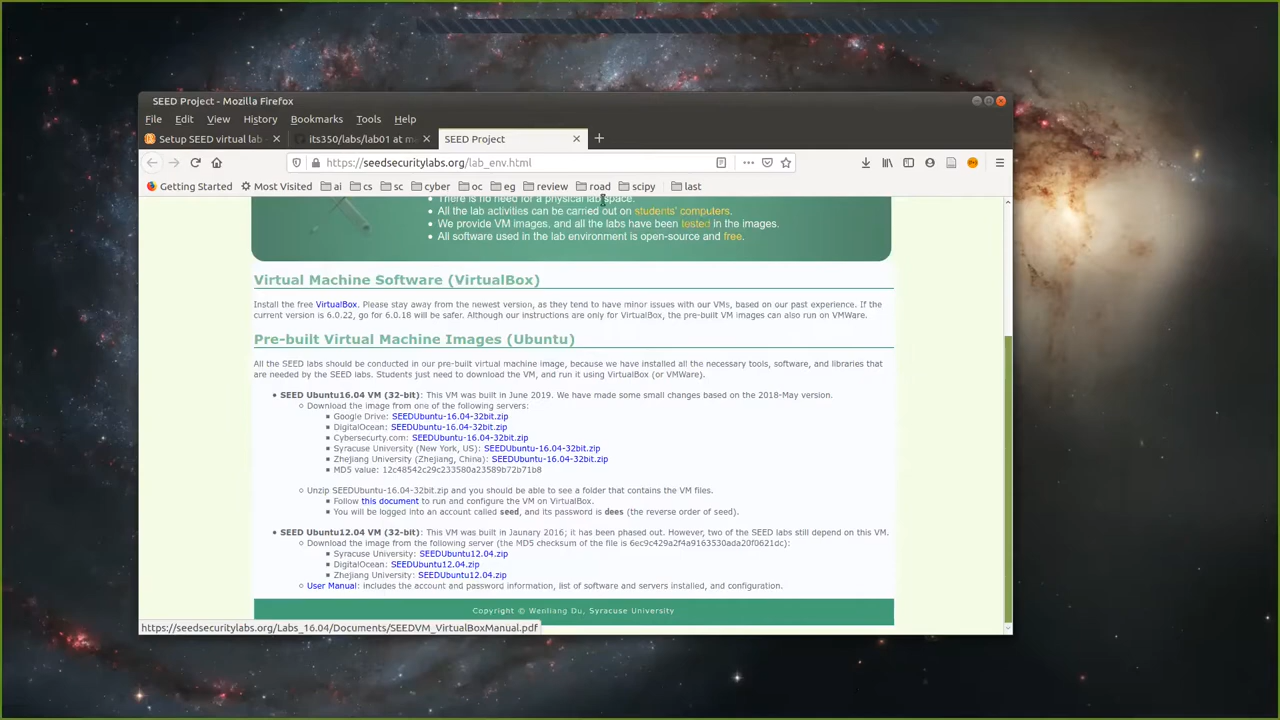 SEED Project - Mozilla Firefox
File Edit View History Bookmarks Tools Help
Setup SEED virtual lab
its350/labs/lab01 at ma
SEED Project
https://seedsecuritylabs.org/lab_env.html
Getting Started Most Visited ai cs sc cyber oc eg review road scipy last
There is no need for a physical lab space.
All the lab activities can be carried out on students' computers.
We provide VM images, and all the labs have been tested in the images.
All software used in the lab environment is open-source and free.
Virtual Machine Software (VirtualBox)
Install the free VirtualBox. Please stay away from the newest version, as they tend to have minor issues with our VMs, based on our past experience. If the
current version is 6.0.22, go for 6.0.18 will be safer. Although our instructions are only for VirtualBox, the pre-built VM images can also run on VMWare.
Pre-built Virtual Machine Images (Ubuntu)
All the SEED labs should be conducted in our pre-built virtual machine image, because we have installed all the necessary tools, software, and libraries that
are needed by the SEED labs. Students just need to download the VM, and run it using VirtualBox (or VMWare).
SEED Ubuntu16.04 VM (32-bit): This VM was built in June 2019. We have made some small changes based on the 2018-May version.
Download the image from one of the following servers:
Google Drive: SEEDUbuntu-16.04-32bit.zip
DigitalOcean: SEEDUbuntu-16.04-32bit.zip
Cybersecurty.com: SEEDUbuntu-16.04-32bit.zip
Syracuse University (New York, US): SEEDUbuntu-16.04-32bit.zip
Zhejiang University (Zhejiang, China): SEEDUbuntu-16.04-32bit.zip
MD5 value: 12c48542c29c233580a23589b72b71b8
Unzip SEEDUbuntu-16.04-32bit.zip and you should be able to see a folder that contains the VM files.
Follow this document to run and configure the VM on VirtualBox.
You will be logged into an account called seed, and its password is dees (the reverse order of seed).
SEED Ubuntu12.04 VM (32-bit): This VM was built in Jaunary 2016; it has been phased out. However, two of the SEED labs still depend on this VM.
Download the image from the following server (the MD5 checksum of the file is 6ec9c429a2f4a9163530ada20f0621dc):
Syracuse University: SEEDUbuntu12.04.zip
DigitalOcean: SEEDUbuntu12.04.zip
Zhejiang University: SEEDUbuntu12.04.zip
User Manual: includes the account and password information, list of software and servers installed, and configuration.
Copyright © Wenliang Du, Syracuse University
https://seedsecuritylabs.org/Labs_16.04/Documents/SEEDVM_VirtualBoxManual.pdf